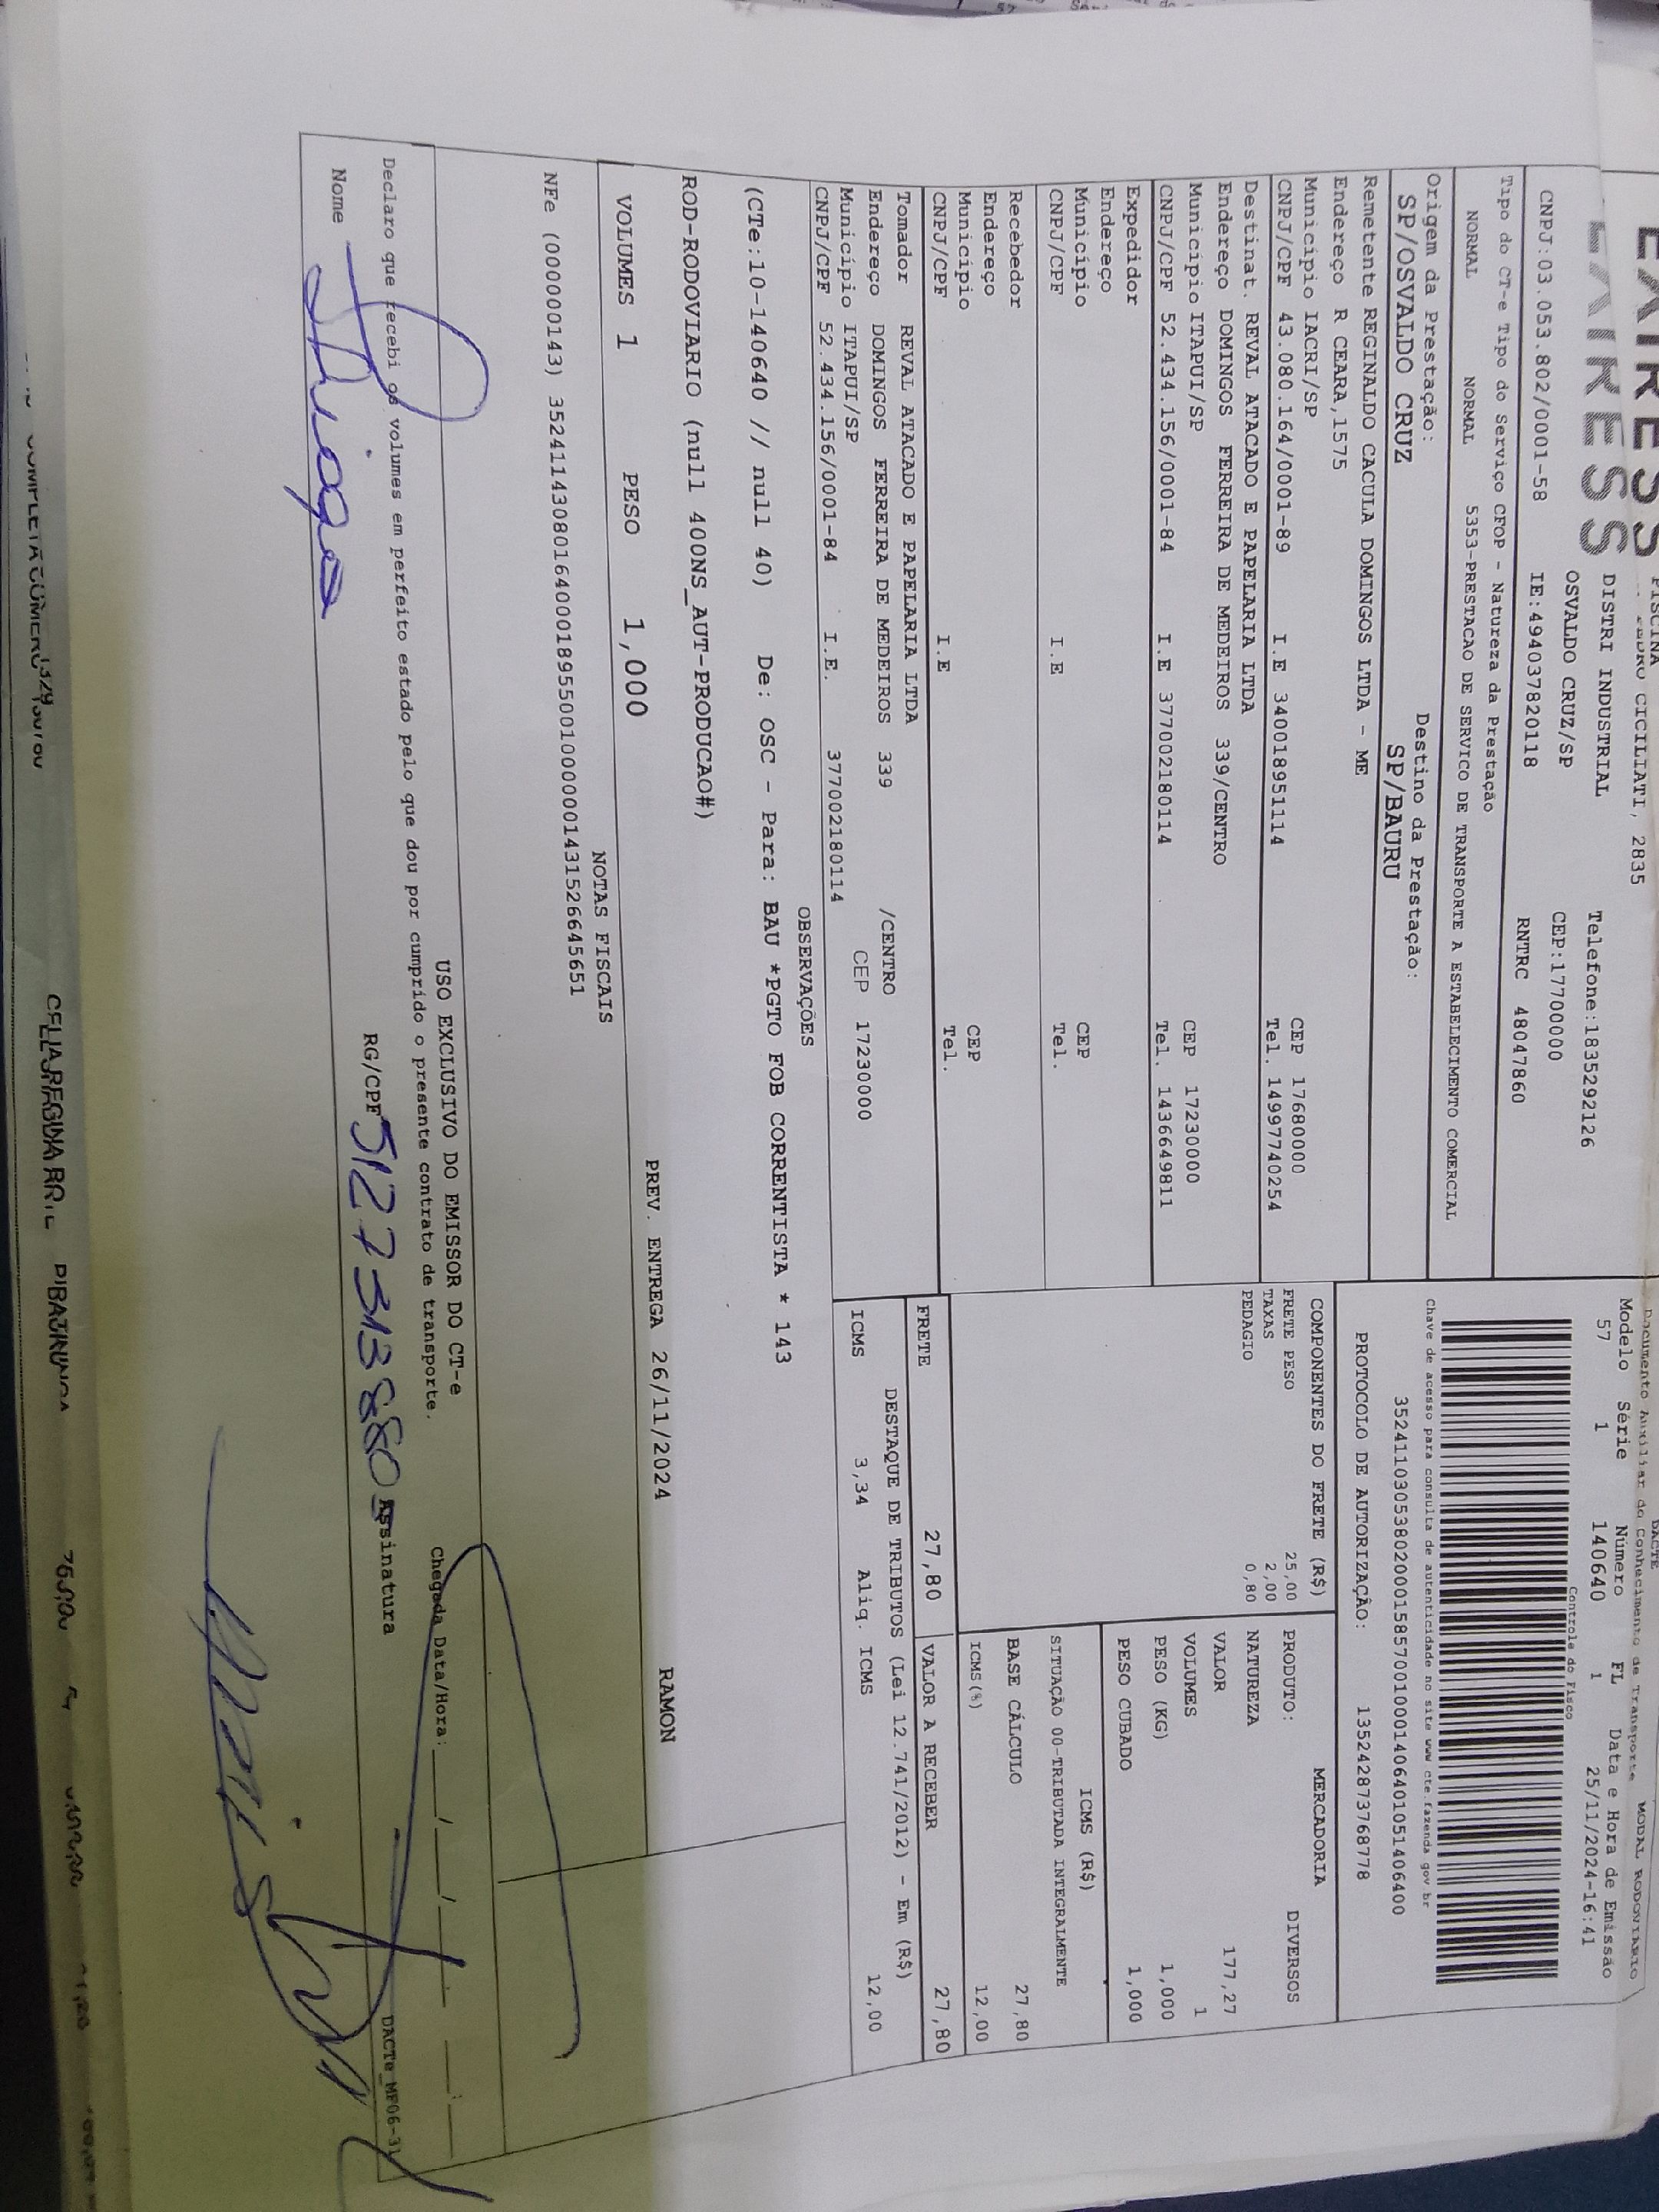 EXPRESS
DISTRI INDUSTRIAL
CICILIATI, 2835
Telefone:1835292126
OSVALDO CRUZ/SP
CEP:17700000
CNPJ:03.053.802/0001-58 IE:494037820118 RNTRC 48047860
Tipo do CT-e Tipo do Serviço CFOP - Natureza da Prestação
NORMAL NORMAL 5353-PRESTACAO DE SERVICO DE TRANSPORTE A ESTABELECIMENTO COMERCIAL
Origem da Prestação: Destino da Prestação:
SP/OSVALDO CRUZ SP/BAURU
Remetente REGINALDO CACULA DOMINGOS LTDA - ME
Endereço R CEARA,1575
Município IACRI/SP CEP 17680000
CNPJ/CPF 43.080.164/0001-89 I.E 340018951114 Tel. 14997740254
Destinat. REVAL ATACADO E PAPELARIA LTDA
Endereço DOMINGOS FERREIRA DE MEDEIROS 339/CENTRO
Município ITAPUI/SP CEP 17230000
CNPJ/CPF 52.434.156/0001-84 I.E 377002180114 Tel. 1436649811
Expedidor
Endereço
Município CEP
CNPJ/CPF I.E Tel.
Recebedor
Endereço
Município CEP
CNPJ/CPF I.E Tel.
Tomador REVAL ATACADO E PAPELARIA LTDA
Endereço DOMINGOS FERREIRA DE MEDEIROS 339 /CENTRO
Município ITAPUI/SP CEP 17230000
CNPJ/CPF 52.434.156/0001-84 I.E. 377002180114
DACTE
Documento Auxiliar do Conhecimento de Transporte MODAL RODOVIARIO
Modelo Série Número FL Data e Hora de Emissão
57 1 140640 1 25/11/2024-16:41
Controle do Fisco
Chave de acesso para consulta de autenticidade no site www.cte.fazenda.gov.br
35241103053802000158570010001406401051406400
PROTOCOLO DE AUTORIZAÇÃO: 135242873768778
COMPONENTES DO FRETE (R$)
FRETE PESO 25,00
TAXAS 2,00
PEDAGIO 0,80
MERCADORIA
PRODUTO: DIVERSOS
NATUREZA
VALOR 177,27
VOLUMES 1
PESO (KG) 1,000
PESO CUBADO 1,000
ICMS (R$)
SITUAÇÃO 00-TRIBUTADA INTEGRALMENTE
BASE CÁLCULO 27,80
ICMS(%) 12,00
FRETE 27,80 VALOR A RECEBER 27,80
DESTAQUE DE TRIBUTOS (Lei 12.741/2012) - Em (R$)
ICMS 3,34 Aliq. ICMS 12,00
OBSERVAÇÕES
(CTe:10-140640 // null 40) De: OSC - Para: BAU *PGTO FOB CORRENTISTA * 143
ROD-RODOVIARIO (null 400NS_AUT-PRODUCAO#)
VOLUMES 1 PESO 1,000 PREV. ENTREGA 26/11/2024 RAMON
NOTAS FISCAIS
NFe (000000143) 35241143080164000189550010000001431526645651
USO EXCLUSIVO DO EMISSOR DO CT-e
Declaro que recebi os volumes em perfeito estado pelo que dou por cumprido o presente contrato de transporte.
Chegada Data/Hora:____/____/____ ___:___
Nome RG/CPF Assinatura
DACTe_MF06-31